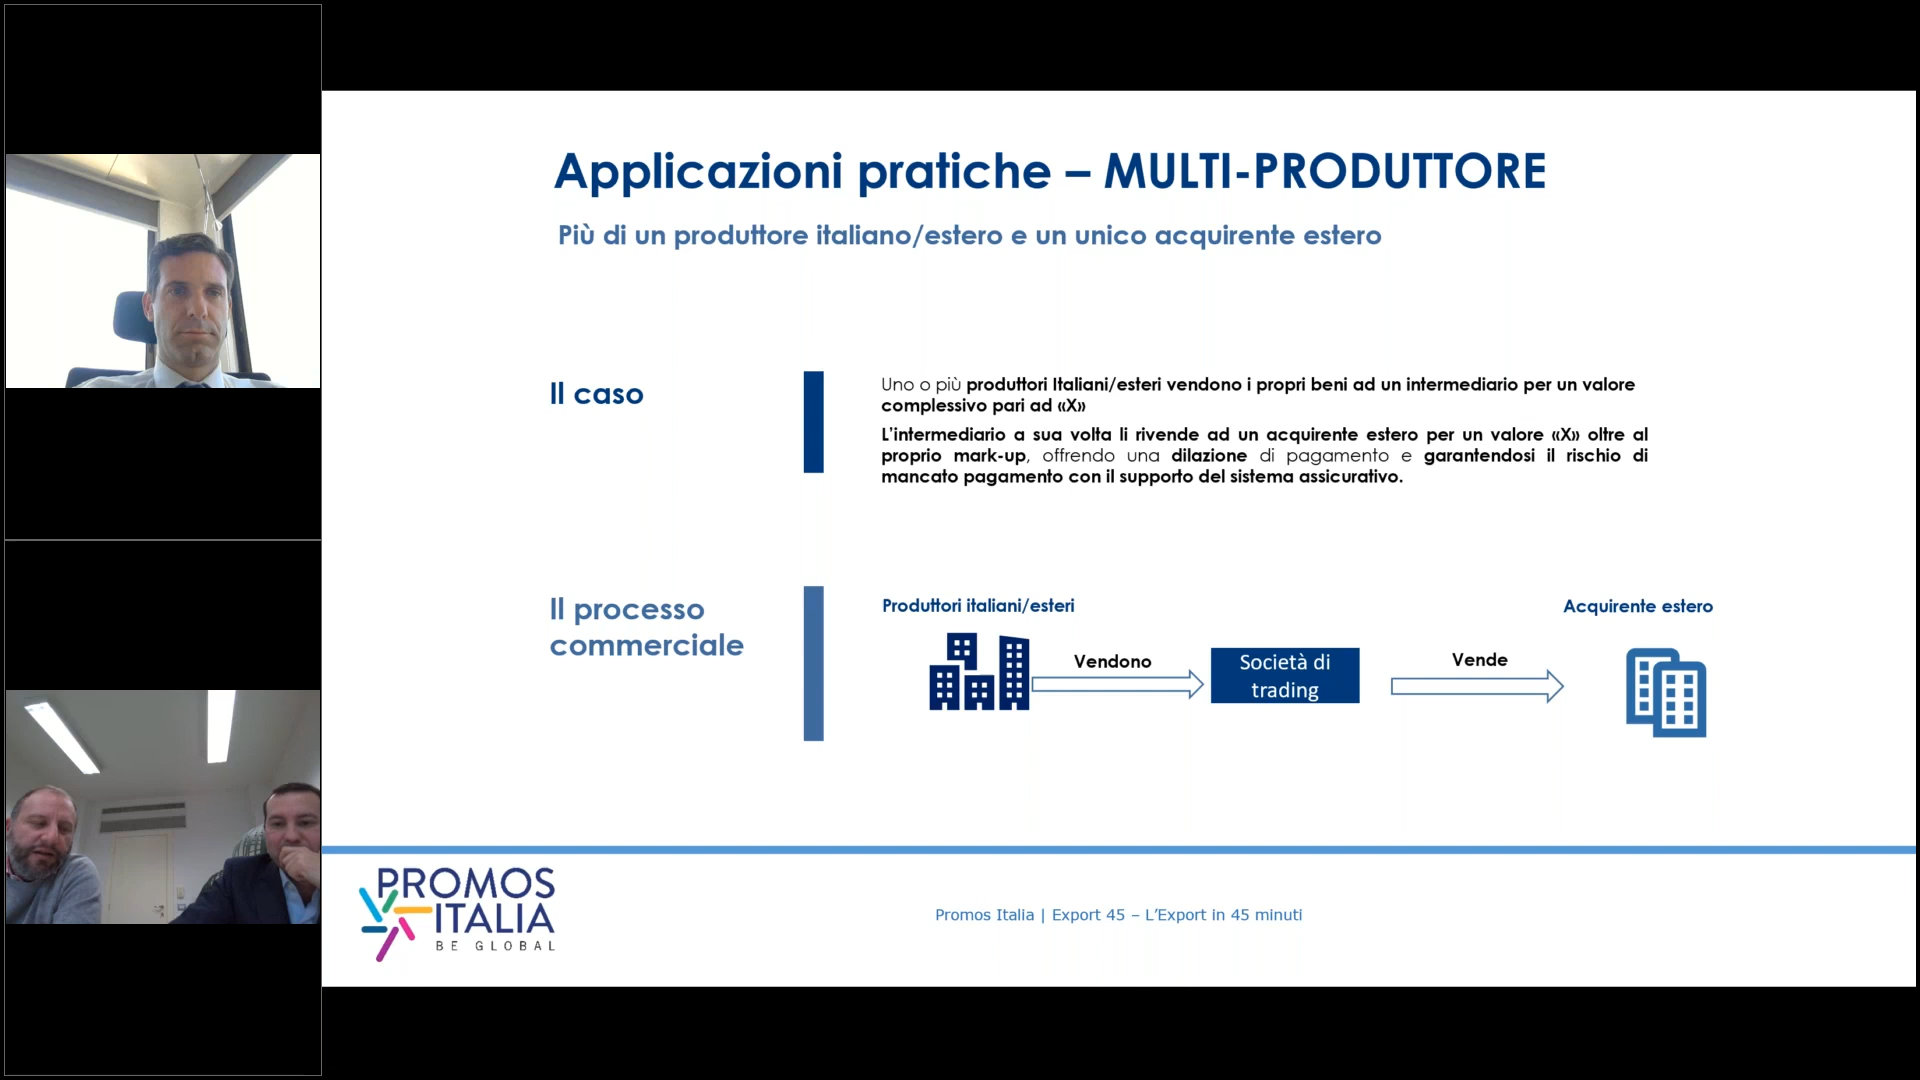 Applicazioni pratiche – MULTI-PRODUTTORE
Più di un produttore italiano/estero e un unico acquirente estero
Il caso
Uno o più produttori Italiani/esteri vendono i propri beni ad un intermediario per un valore
complessivo pari ad «X»
L’intermediario a sua volta li rivende ad un acquirente estero per un valore «X» oltre al
proprio mark-up, offrendo una dilazione di pagamento e garantendosi il rischio di
mancato pagamento con il supporto del sistema assicurativo.
Il processo
commerciale
Produttori italiani/esteri
Vendono
Società di
trading
Vende
Acquirente estero
PROMOS
ITALIA
BE GLOBAL
Promos Italia | Export 45 – L’Export in 45 minuti